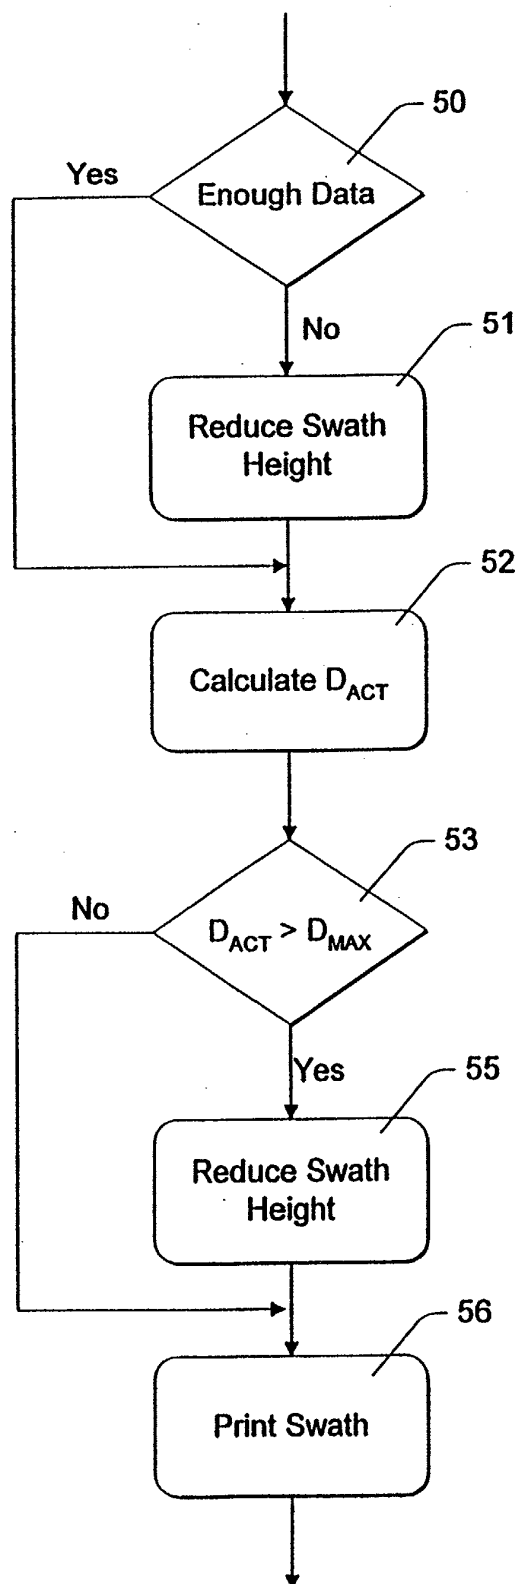 50
Yes
Enough Data
No
51
Reduce Swath
Height
52
Calculate D_ACT
53
No
D_ACT > D_MAX
Yes
55
Reduce Swath
Height
56
Print Swath